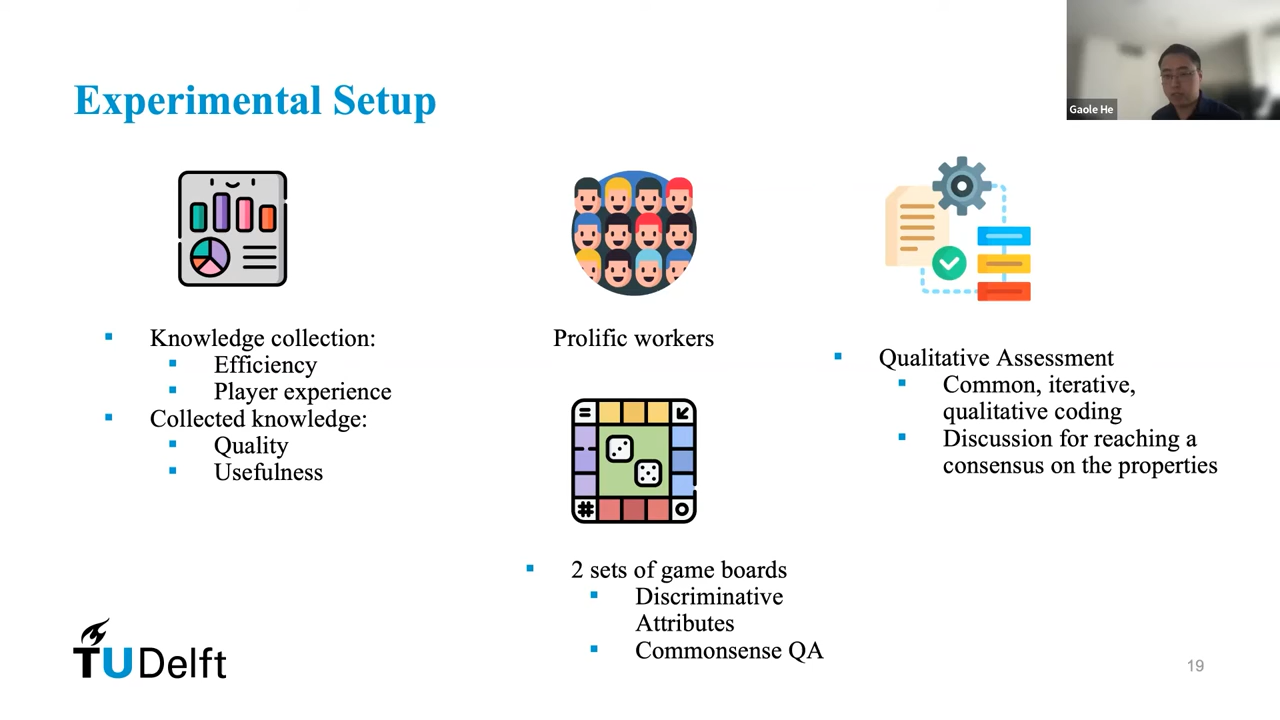 Gaole He
Experimental Setup
Knowledge collection:
Efficiency
Player experience
Collected knowledge:
Quality
Usefulness
Prolific workers
2 sets of game boards
Discriminative
Attributes
Commonsense QA
Qualitative Assessment
Common, iterative,
qualitative coding
Discussion for reaching a
consensus on the properties
TUDelft
19